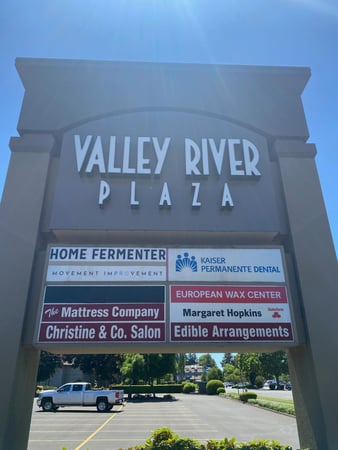 VALLEY RIVER
PLAZA
HOME FERMENTER
MOVEMENT IMPROVEMENT
The Mattress Company
Christine & Co. Salon
KAISER
PERMANENTE DENTAL
EUROPEAN WAX CENTER
Margaret Hopkins
Edible Arrangements